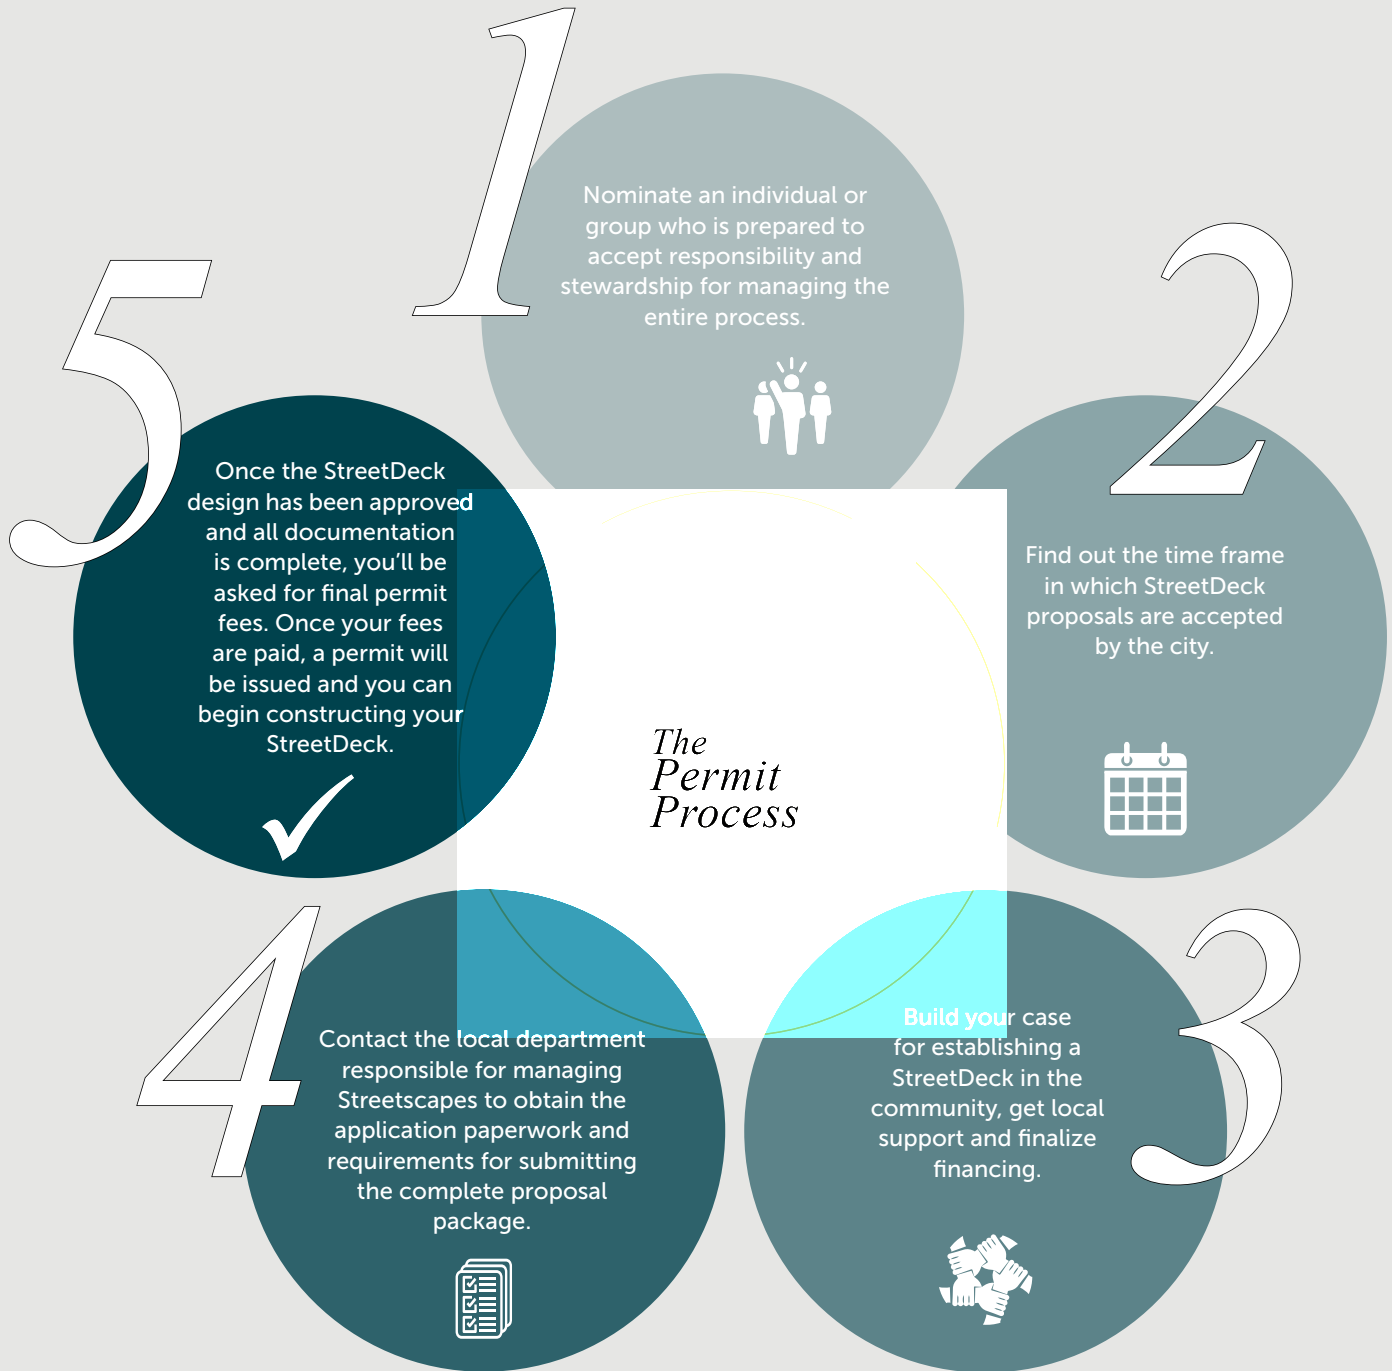 The
Permit
Process
1
Nominate an individual or
group who is prepared to
accept responsibility and
stewardship for managing the
entire process.
2
Find out the time frame
in which StreetDeck
proposals are accepted
by the city.
3
Build your case
for establishing a
StreetDeck in the
community, get local
support and finalize
financing.
4
Contact the local department
responsible for managing
Streetscapes to obtain the
application paperwork and
requirements for submitting
the complete proposal
package.
5
Once the StreetDeck
design has been approved
and all documentation
is complete, you’ll be
asked for final permit
fees. Once your fees
are paid, a permit will
be issued and you can
begin constructing your
StreetDeck.